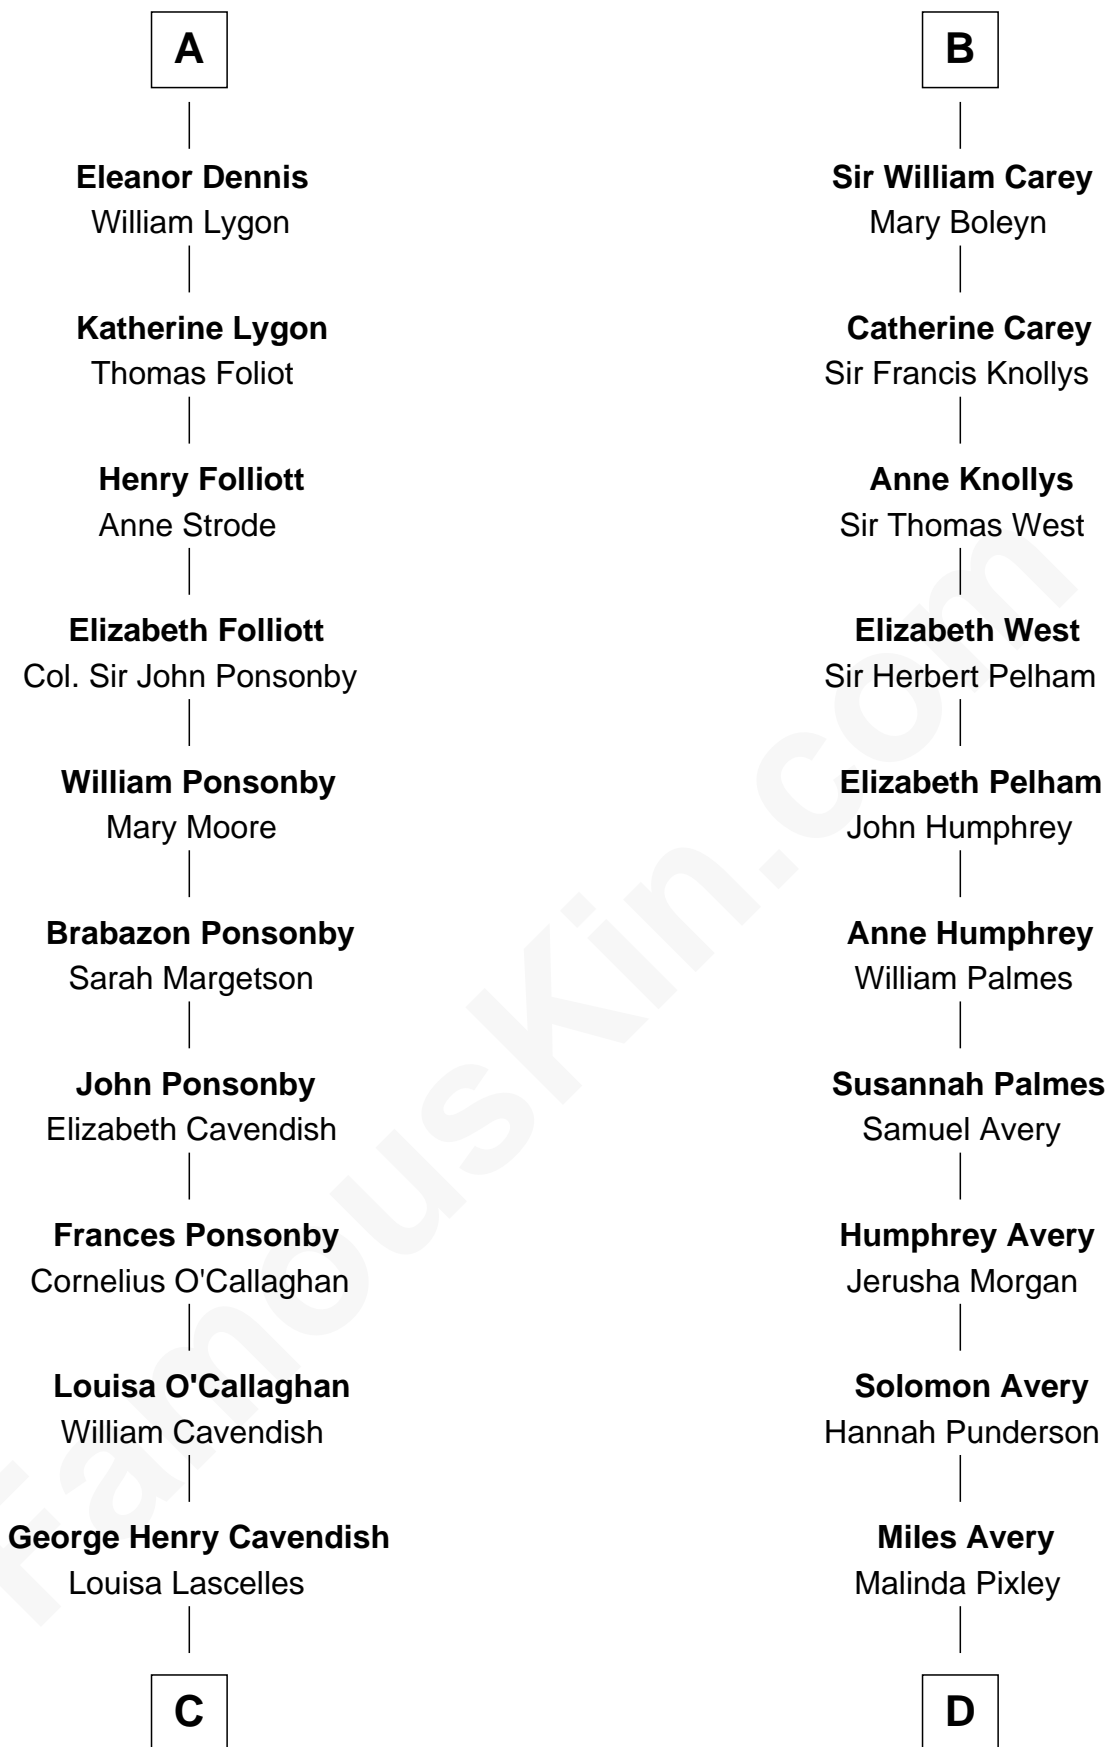 A
Eleanor Dennis
William Lygon
Katherine Lygon
Thomas Foliot
Henry Folliott
Anne Strode
Elizabeth Folliott
Col. Sir John Ponsonby
William Ponsonby
Mary Moore
Brabazon Ponsonby
Sarah Margetson
John Ponsonby
Elizabeth Cavendish
Frances Ponsonby
Cornelius O'Callaghan
Louisa O'Callaghan
William Cavendish
George Henry Cavendish
Louisa Lascelles
C
B
Sir William Carey
Mary Boleyn
Catherine Carey
Sir Francis Knollys
Anne Knollys
Sir Thomas West
Elizabeth West
Sir Herbert Pelham
Elizabeth Pelham
John Humphrey
Anne Humphrey
William Palmes
Susannah Palmes
Samuel Avery
Humphrey Avery
Jerusha Morgan
Solomon Avery
Hannah Punderson
Miles Avery
Malinda Pixley
D
FamousKin.com